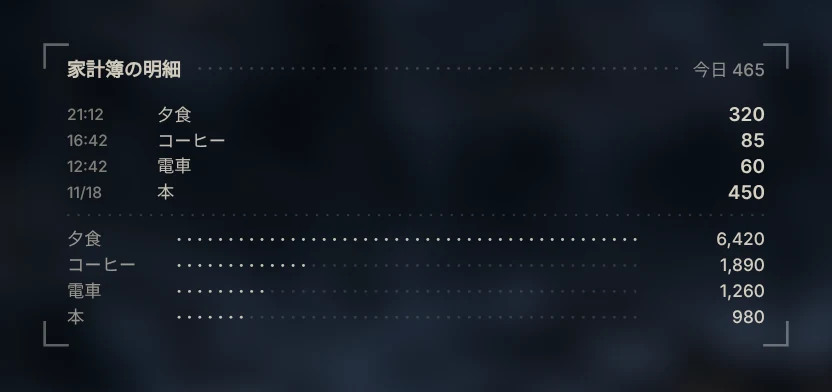 家計簿の明細 今日 465
21:12 夕食 320
16:42 コーヒー 85
12:42 電車 60
11/18 本 450
夕食 6,420
コーヒー 1,890
電車 1,260
本 980